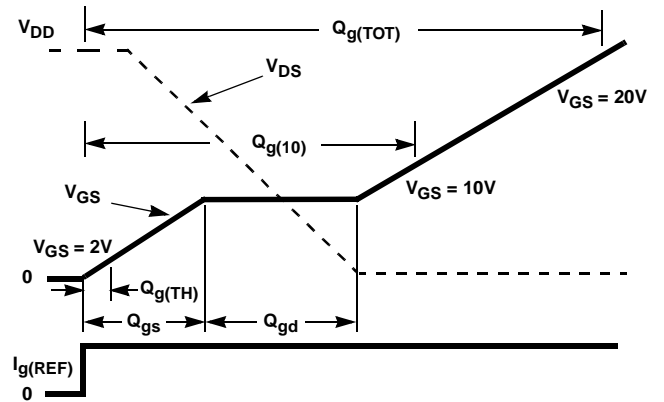 V_DD
Q_g(TOT)
V_DS
V_GS = 20V
Q_g(10)
V_GS
V_GS = 10V
V_GS = 2V
0
Q_g(TH)
Q_gs
Q_gd
I_g(REF)
0